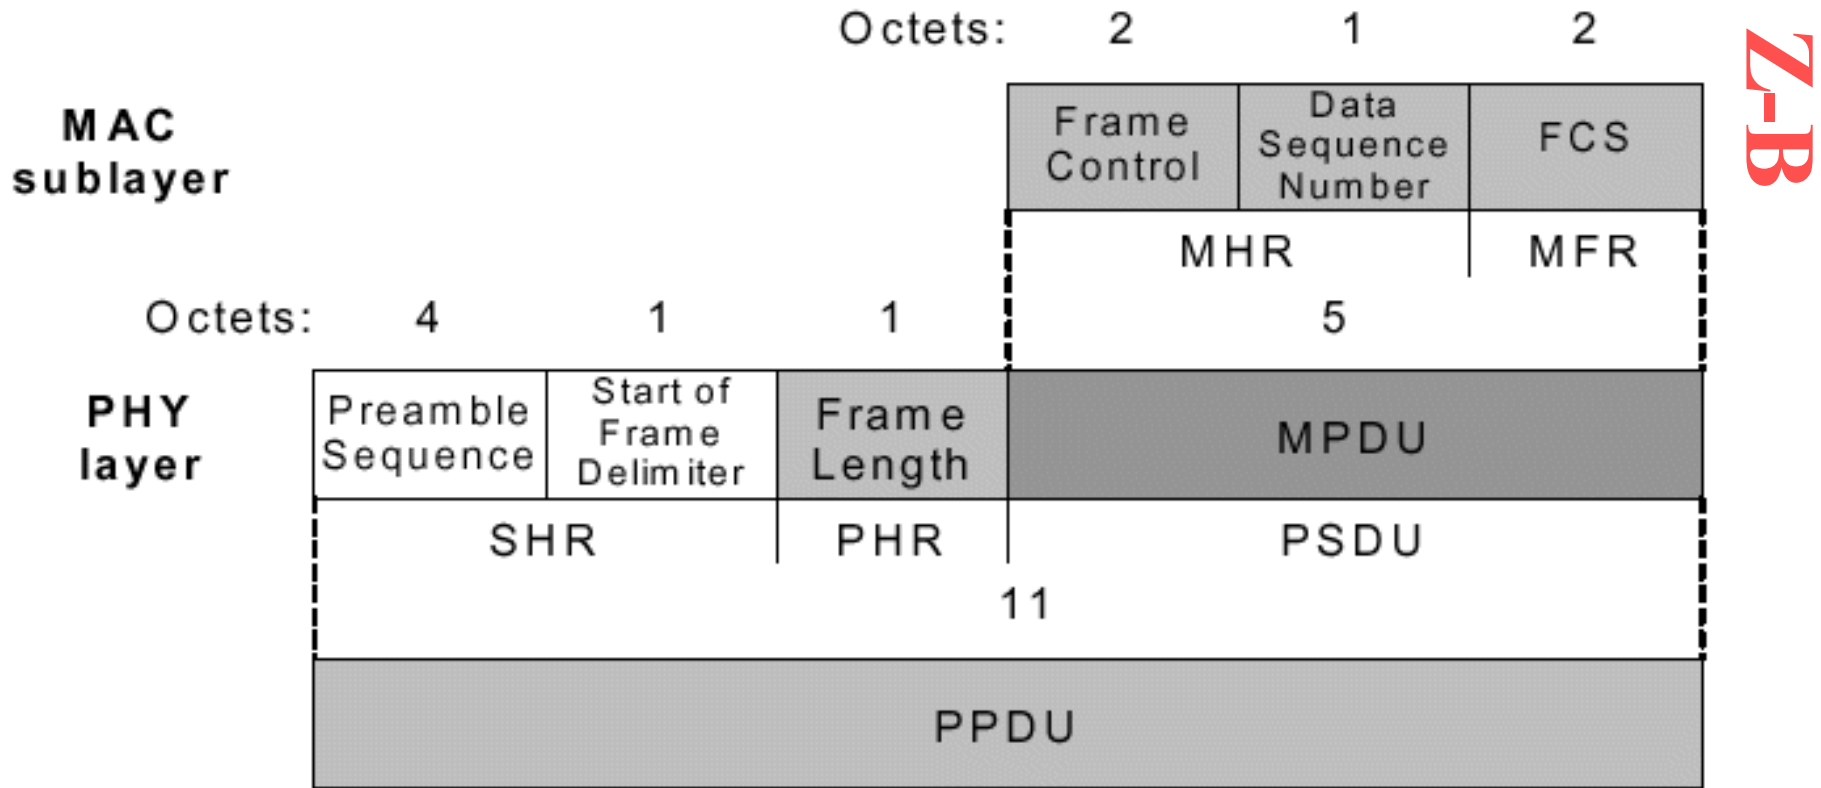 Octets: 2 1 2
Z-B
MAC
sublayer
Frame
Control
Data
Sequence
Number
FCS
MHR MFR
Octets: 4 1 1 5
PHY
layer
Preamble
Sequence
Start of
Frame
Delimiter
Frame
Length
MPDU
SHR PHR PSDU
11
PPDU